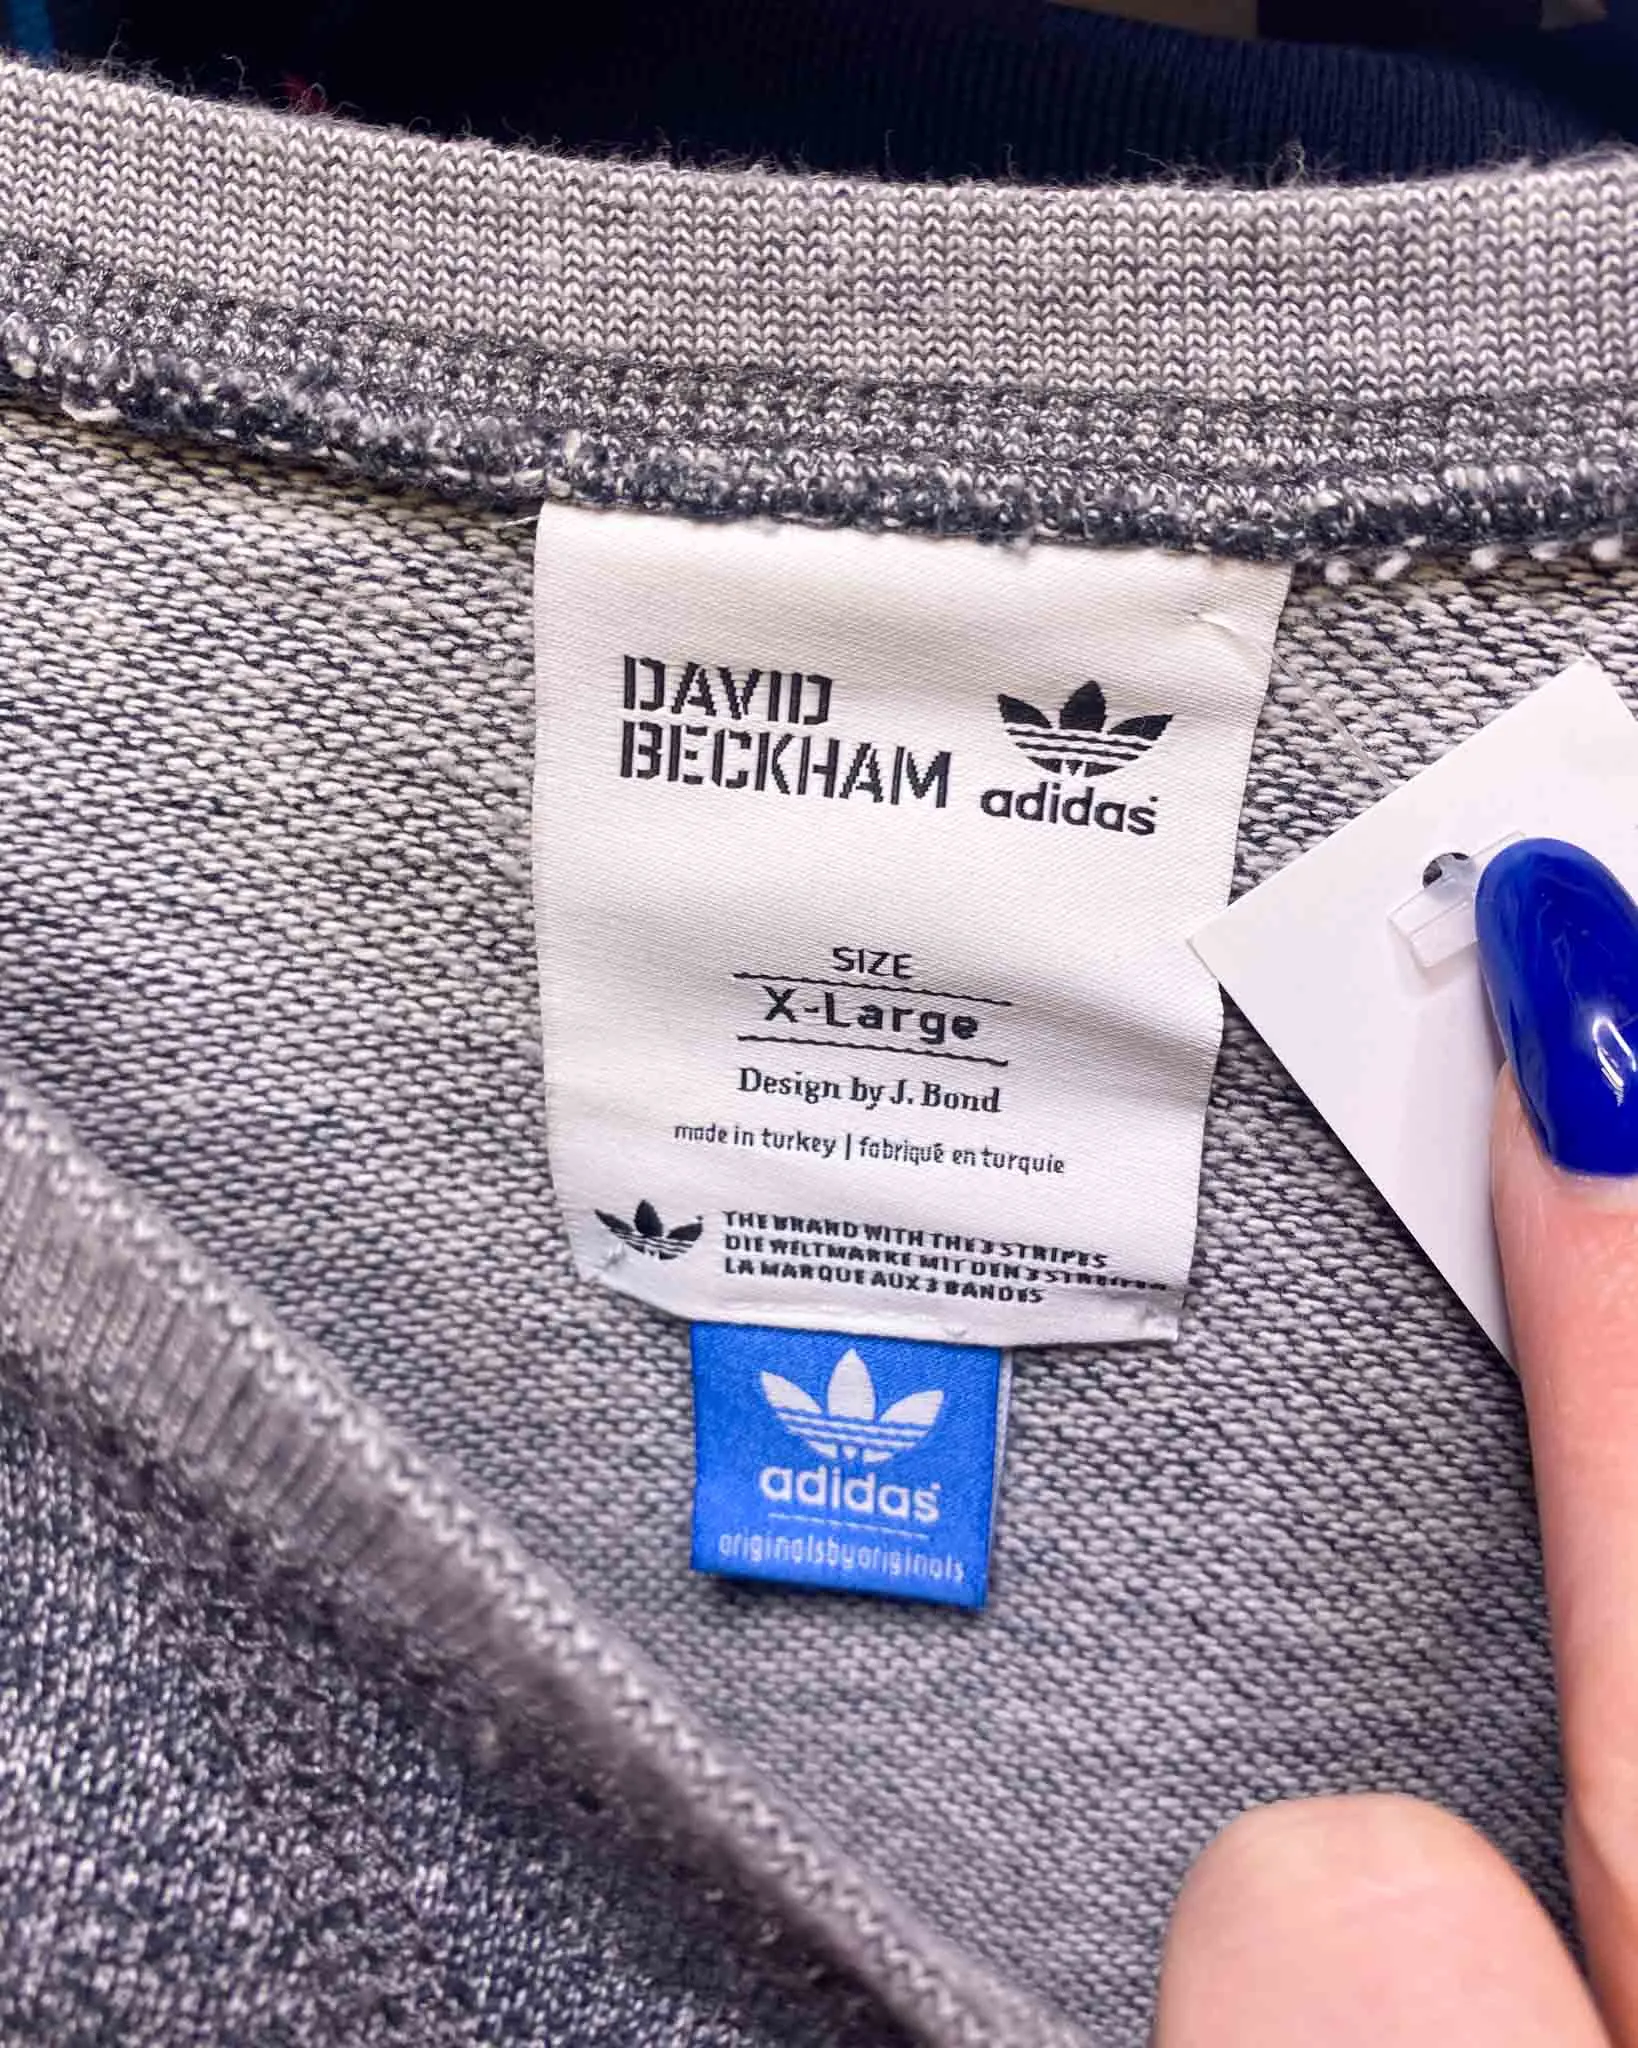 DAVID
BECKHAM
adidas
SIZE
X-Large
Design by J. Bond
made in turkey | fabriqué en turquie
THE BRAND WITH THE 3 STRIPES
DIE WELTMARKE MIT DEN 3 STREIFEN
LA MARQUE AUX 3 BANDES
adidas
originalsbyoriginals